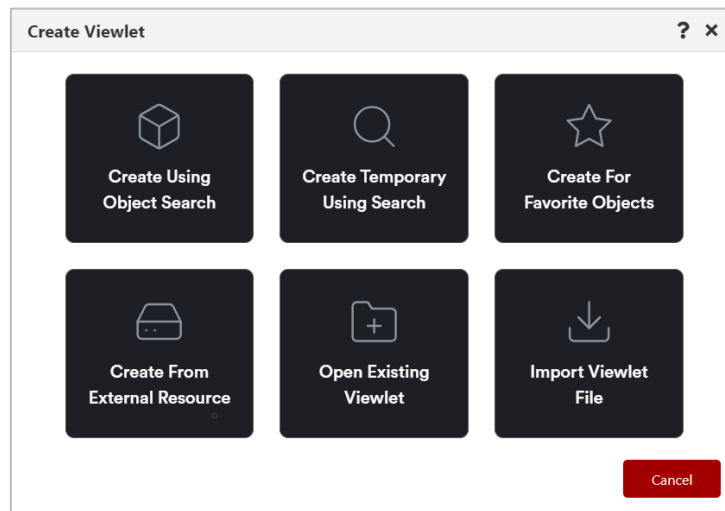 Create Viewlet
? ×
Create Using
Object Search
Create Temporary
Using Search
Create For
Favorite Objects
Create From
External Resource
Open Existing
Viewlet
Import Viewlet
File
Cancel